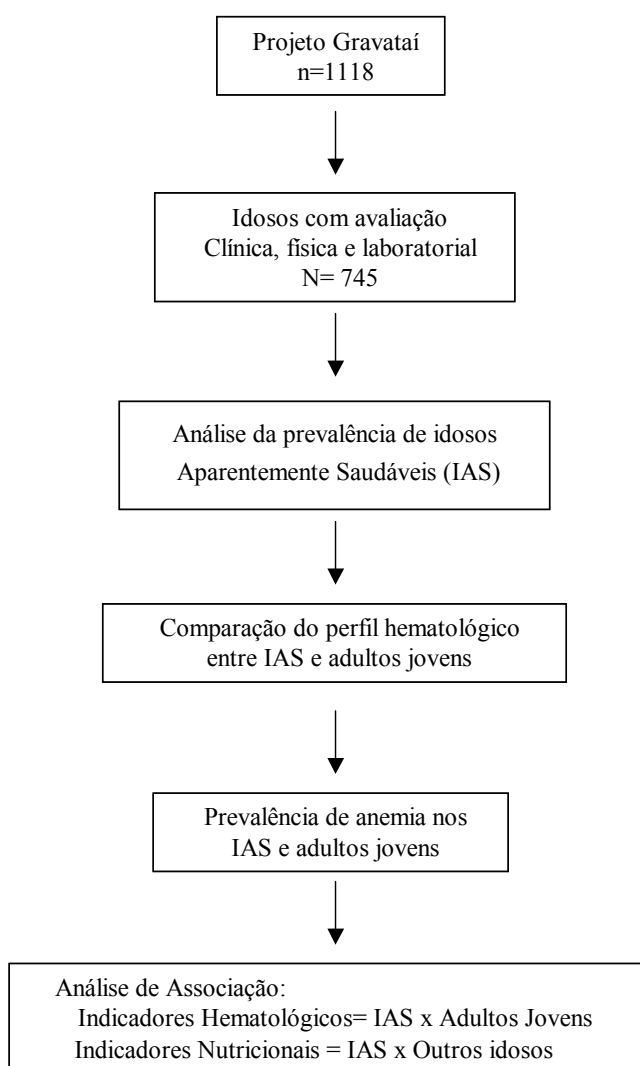 Projeto Gravataí
n=1118
Idosos com avaliação
Clínica, física e laboratorial
N= 745
Análise da prevalência de idosos
Aparentemente Saudáveis (IAS)
Comparação do perfil hematológico
entre IAS e adultos jovens
Prevalência de anemia nos
IAS e adultos jovens
Análise de Associação:
Indicadores Hematológicos= IAS x Adultos Jovens
Indicadores Nutricionais = IAS x Outros idosos